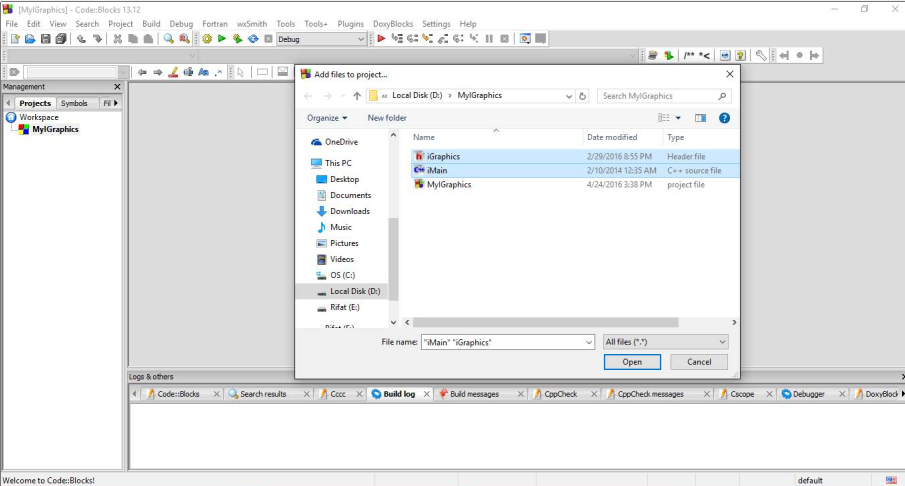 [MyIGraphics] - Code::Blocks 13.12
File Edit View Search Project Build Debug Fortran wxSmith Tools Tools+ Plugins DoxyBlocks Settings Help
Debug
/** *<
Management
Projects Symbols
Workspace
MyIGraphics
Add files to project...
« Local Disk (D:) > MyIGraphics
Search MyIGraphics
Organize New folder
Name Date modified Type
OneDrive
This PC
Desktop
Documents
Downloads
Music
Pictures
Videos
OS (C:)
Local Disk (D:)
Rifat (E:)
iGraphics 2/29/2016 8:55 PM Header file
iMain 2/10/2014 12:35 AM C++ source file
MyIGraphics 4/24/2016 3:38 PM project file
File name: "iMain" "iGraphics" All files (*.*)
Open Cancel
Logs & others
Code::Blocks Search results Cccc Build log Build messages CppCheck CppCheck messages Cscope Debugger DoxyBlock
Welcome to Code::Blocks! default